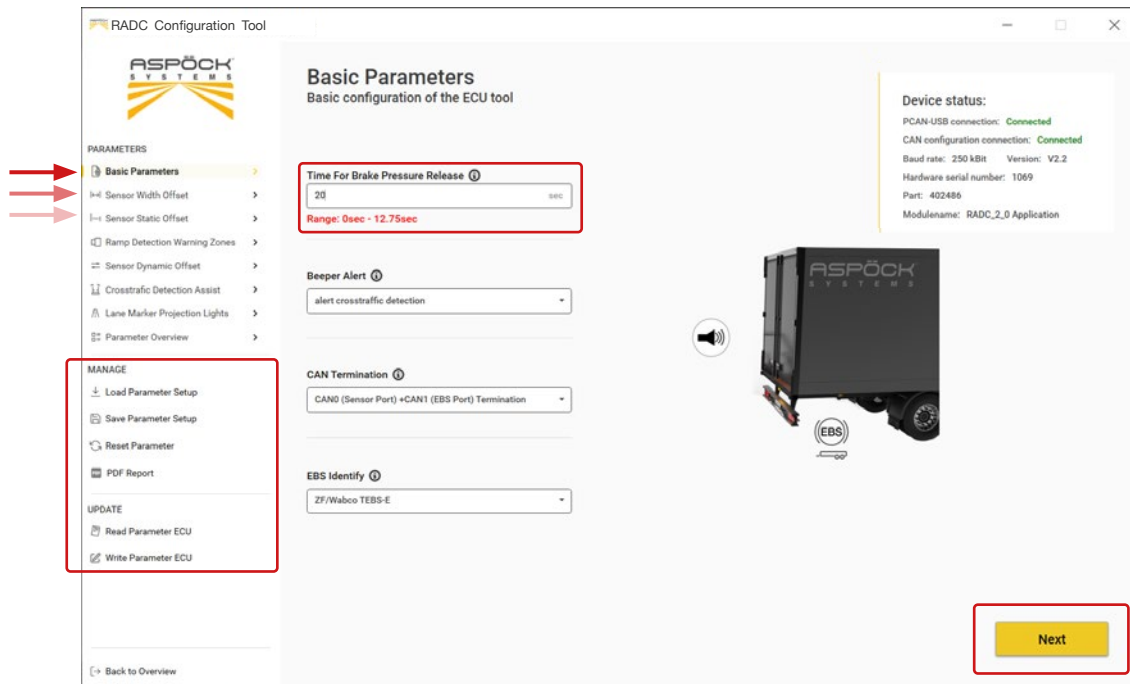 RADC Configuration Tool
ASPÖCK
SYSTEMS
PARAMETERS
Basic Parameters
Sensor Width Offset
Sensor Static Offset
Ramp Detection Warning Zones
Sensor Dynamic Offset
Crosstrafic Detection Assist
Lane Marker Projection Lights
Parameter Overview
MANAGE
Load Parameter Setup
Save Parameter Setup
Reset Parameter
PDF Report
UPDATE
Read Parameter ECU
Write Parameter ECU
Back to Overview
Basic Parameters
Basic configuration of the ECU tool
Time For Brake Pressure Release
20 sec
Range: 0sec - 12.75sec
Beeper Alert
alert crosstraffic detection
CAN Termination
CAN0 (Sensor Port) +CAN1 (EBS Port) Termination
EBS Identify
ZF/Wabco TEBS-E
Device status:
PCAN-USB connection: Connected
CAN configuration connection: Connected
Baud rate: 250 kBit Version: V2.2
Hardware serial number: 1069
Part: 402486
Modulename: RADC_2_0 Application
ASPÖCK
SYSTEMS
EBS
Next